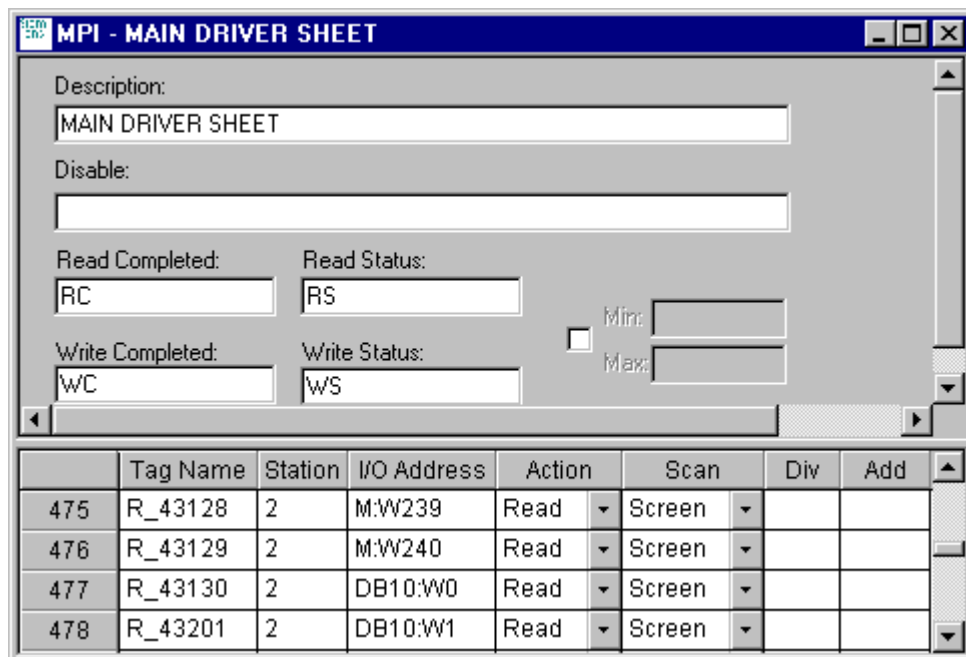 MPI - MAIN DRIVER SHEET
Description:
MAIN DRIVER SHEET
Disable:
Read Completed: Read Status:
RC RS
Min:
Write Completed: Write Status:
Max:
WC WS
Tag Name Station I/O Address Action Scan Div Add
475 R_43128 2 M:W239 Read Screen
476 R_43129 2 M:W240 Read Screen
477 R_43130 2 DB10:W0 Read Screen
478 R_43201 2 DB10:W1 Read Screen